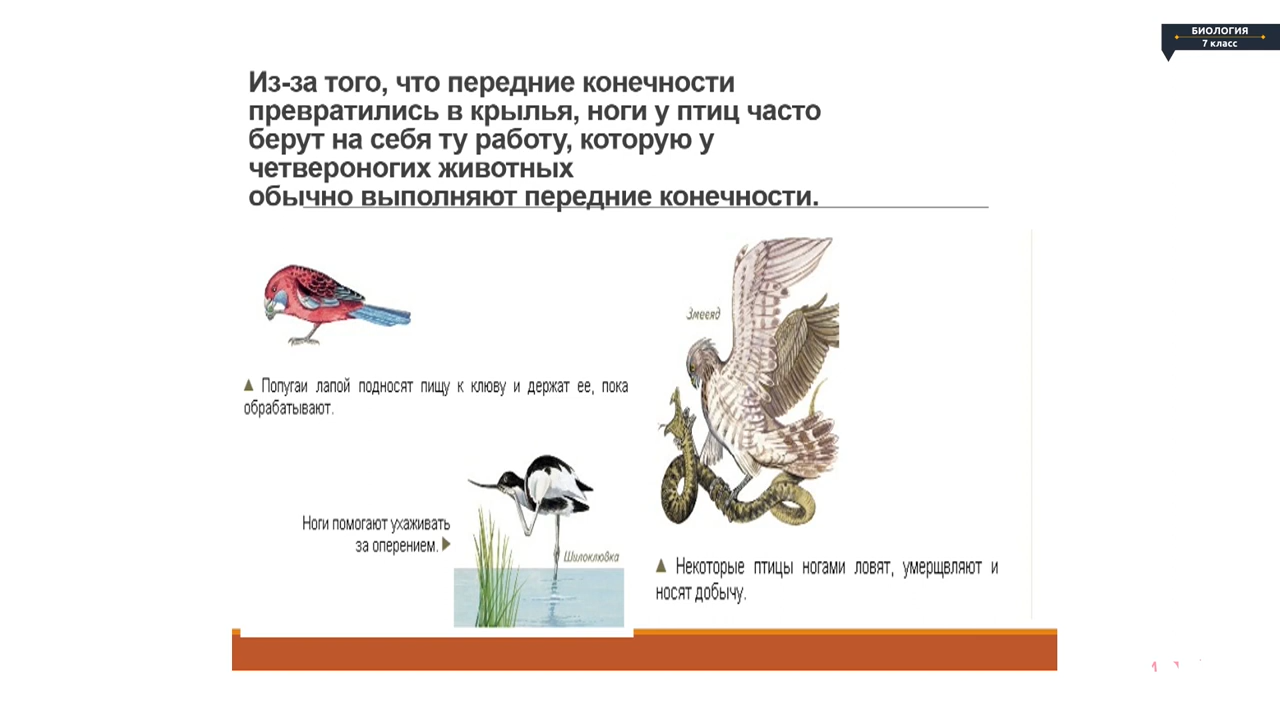 БИОЛОГИЯ
7 класс
Из-за того, что передние конечности
превратились в крылья, ноги у птиц часто
берут на себя ту работу, которую у
четвероногих животных
обычно выполняют передние конечности.
Змееяд
Попугаи лапой подносят пищу к клюву и держат ее, пока
обрабатывают.
Ноги помогают ухаживать
за оперением.
Шилоклювка
Некоторые птицы ногами ловят, умерщвляют и
носят добычу.